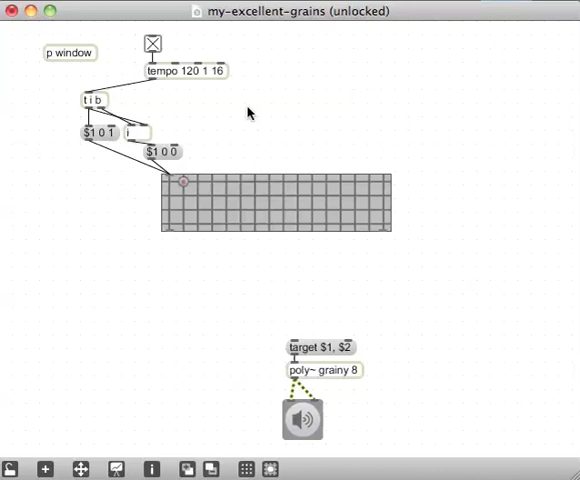 my-excellent-grains (unlocked)
p window
tempo 120 1 16
t i b
$1 0 1
i
$1 0 0
target $1, $2
poly~ grainy 8